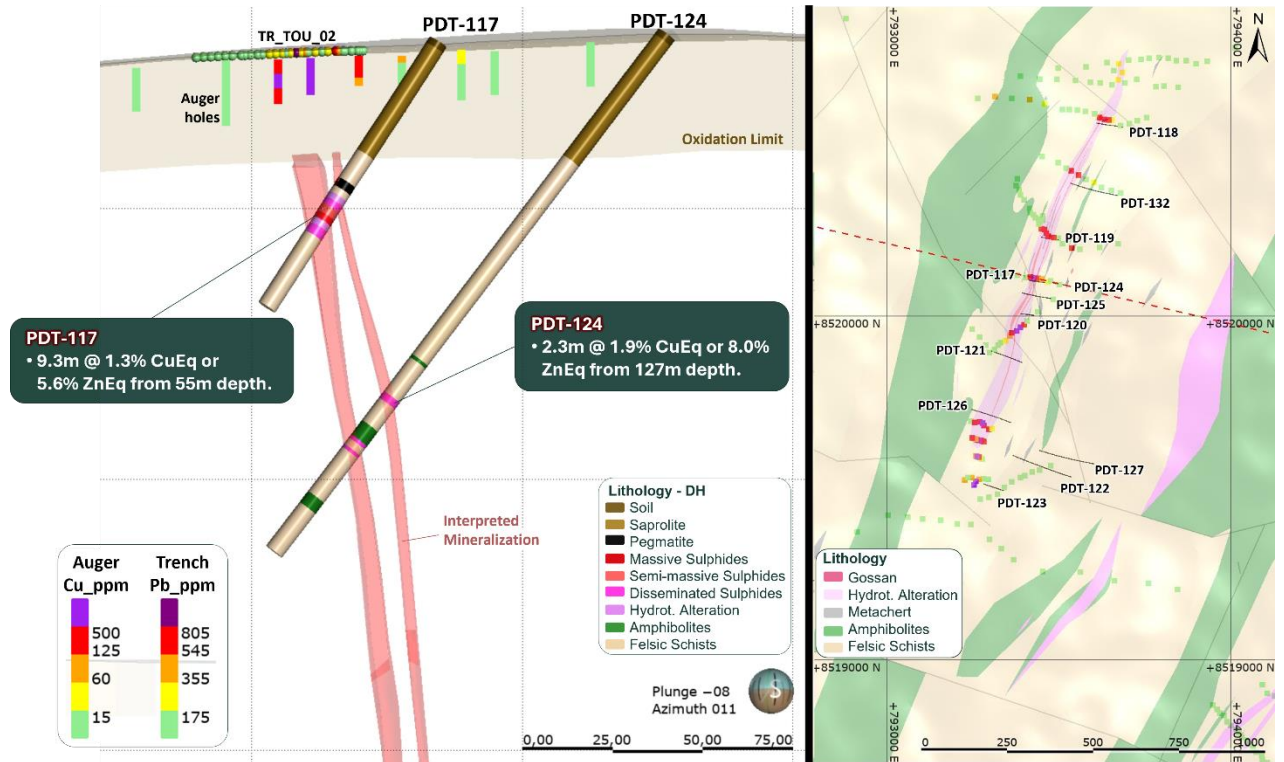 PDT-117
PDT-124
TR_TOU_02
Auger
holes
Oxidation Limit
PDT-117
• 9.3m @ 1.3% CuEq or
5.6% ZnEq from 55m depth.
PDT-124
• 2.3m @ 1.9% CuEq or 8.0%
ZnEq from 127m depth.
Interpreted
Mineralization
Auger
Cu_ppm
500
125
60
15
Trench
Pb_ppm
805
545
355
175
Lithology - DH
Soil
Saprolite
Pegmatite
Massive Sulphides
Semi-massive Sulphides
Disseminated Sulphides
Hydrot. Alteration
Amphibolites
Felsic Schists
Plunge −08
Azimuth 011
0,00 25,00 50,00 75,00
+793000 E
+794000 E
N
PDT-118
PDT-132
PDT-119
PDT-117
PDT-124
PDT-125
+8520000 N
+8520000 N
PDT-120
PDT-121
PDT-126
PDT-127
PDT-122
PDT-123
Lithology
Gossan
Hydrot. Alteration
Metachert
Amphibolites
Felsic Schists
+8519000 N
+8519000 N
+793000 E
+794000 E
0 250 500 750 1000